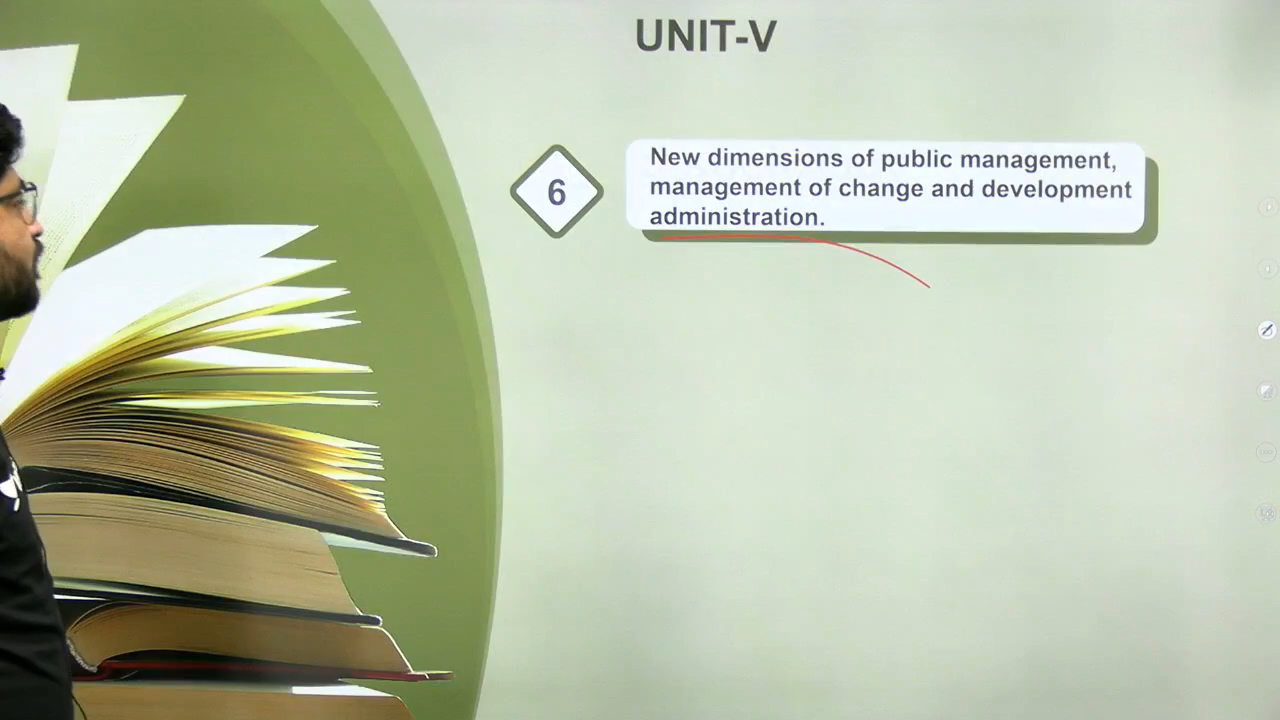 UNIT-V
6
New dimensions of public management,
management of change and development
administration.